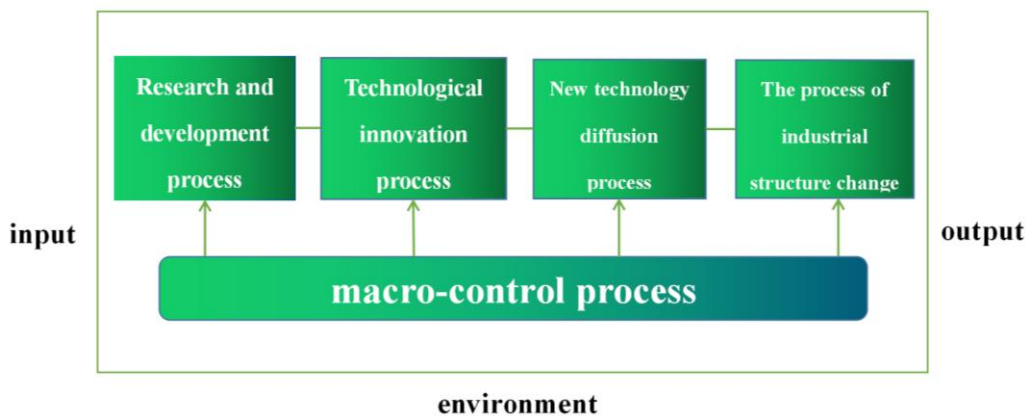 Research and
development
process
Technological
innovation
process
New technology
diffusion
process
The process of
industrial
structure change
input
output
macro-control process
environment